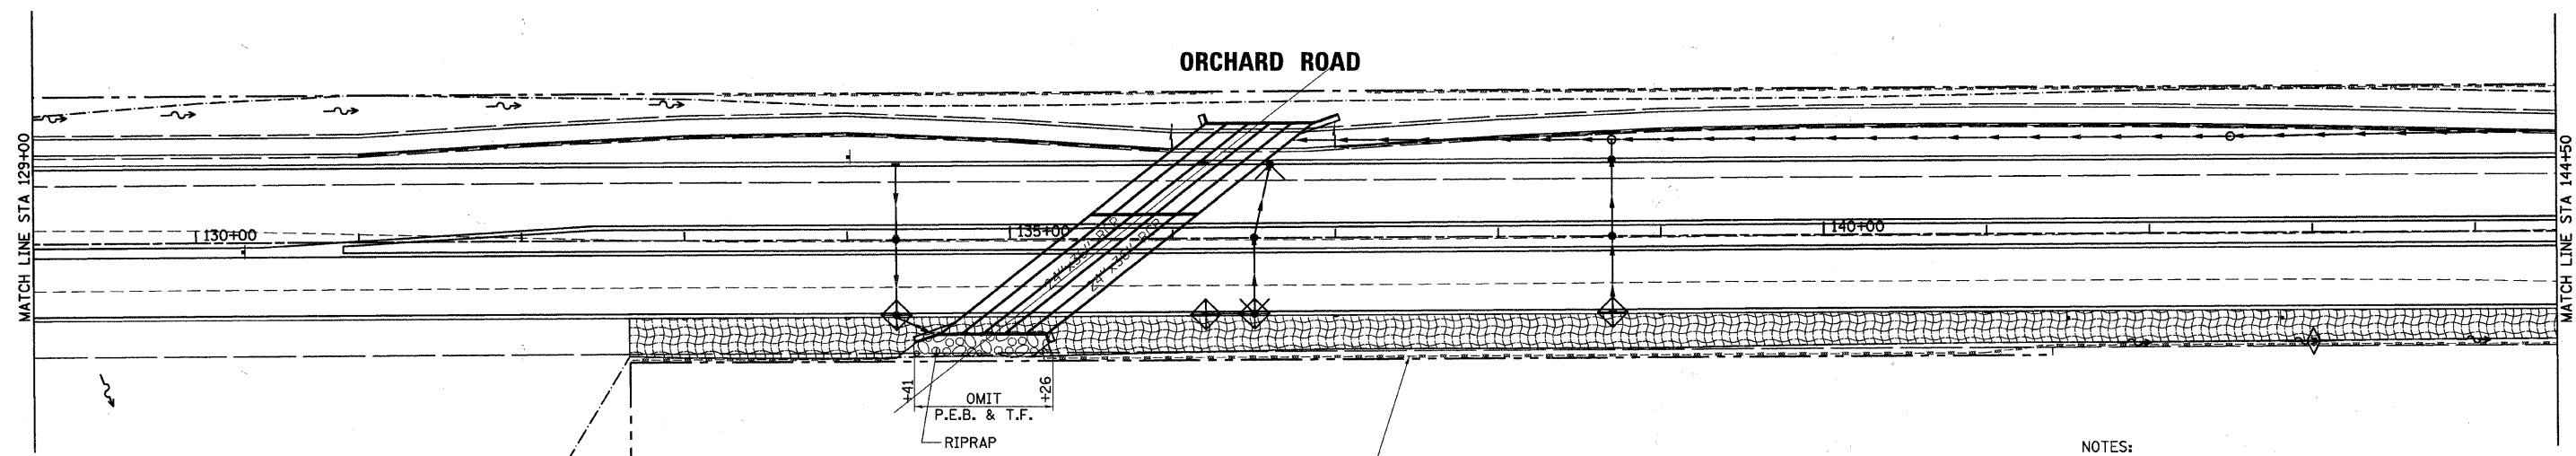 ORCHARD ROAD
MATCH LINE STA 129+00
MATCH LINE STA 144+50
130+00
135+00
140+00
+41
+26
OMIT
P.E.B. & T.F.
RIPRAP
NOTES: